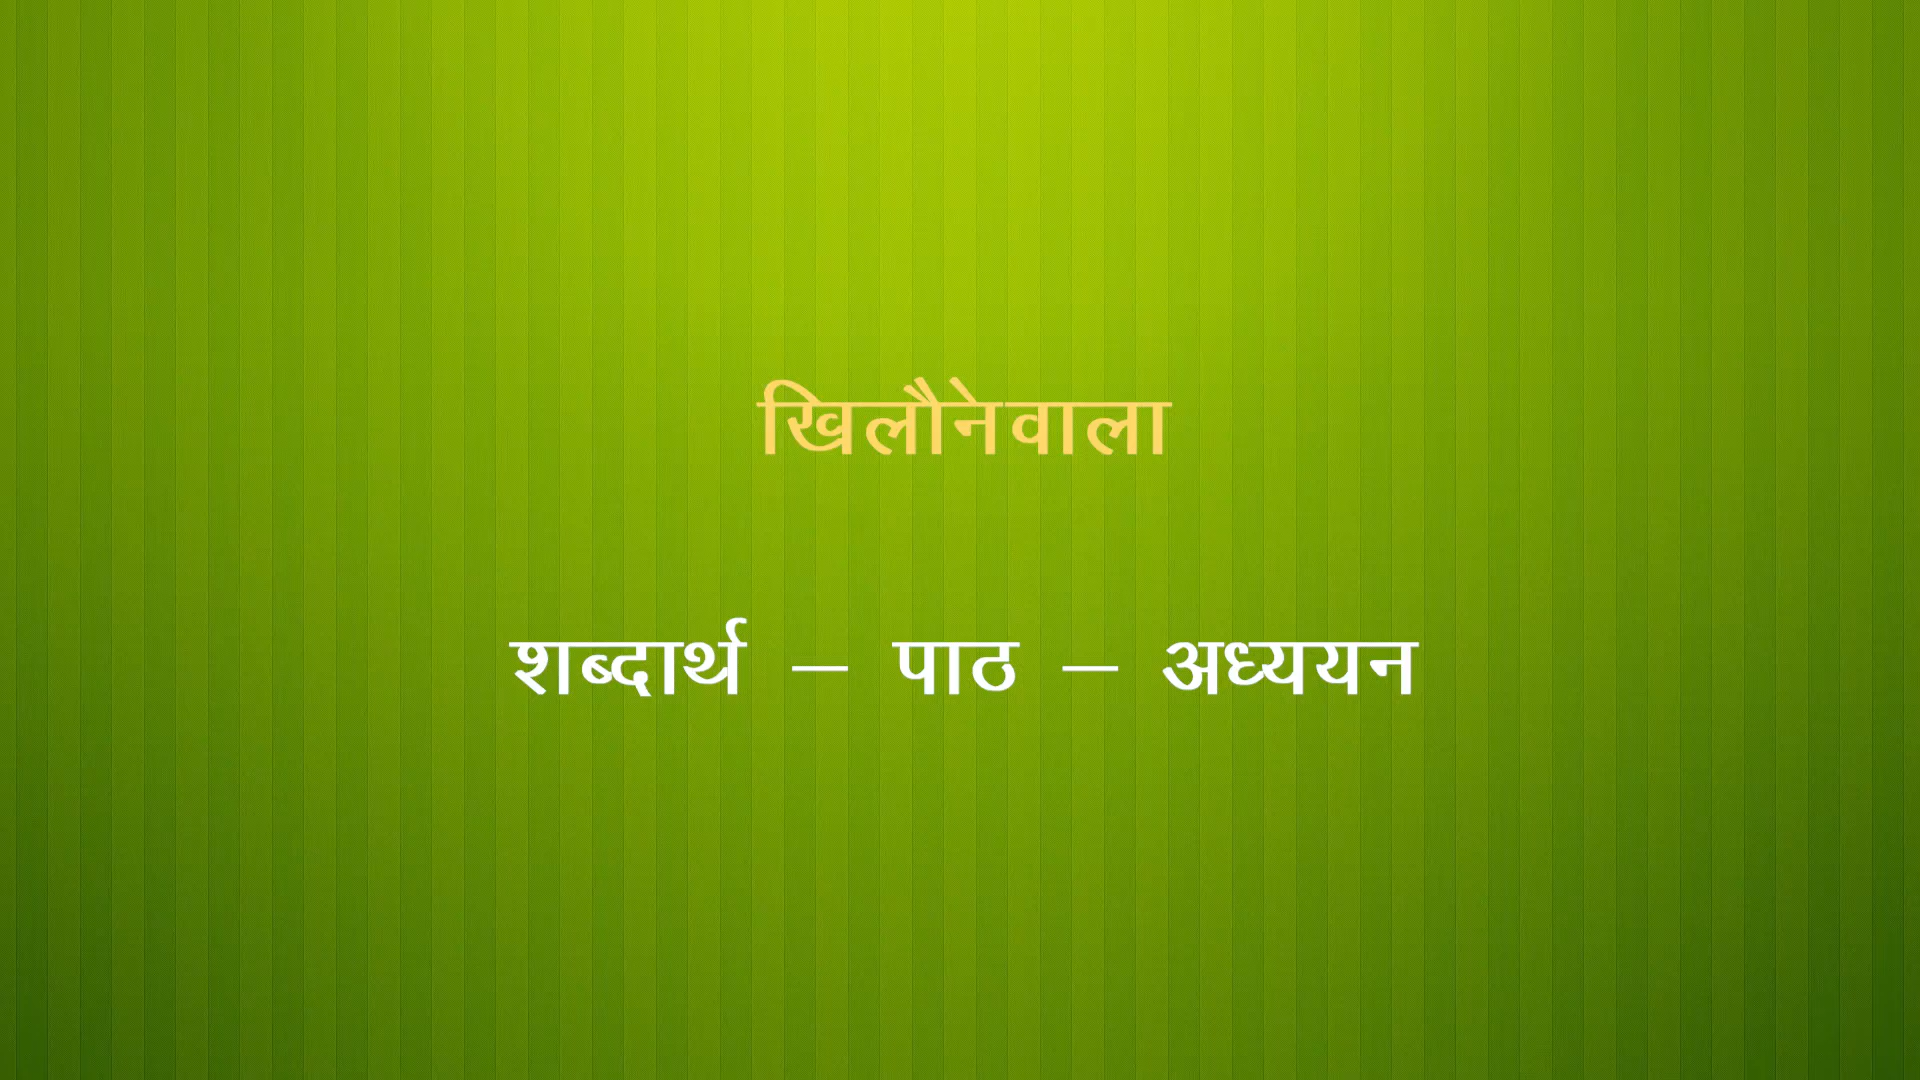 खिलौनेवाला
शब्दार्थ – पाठ – अध्ययन